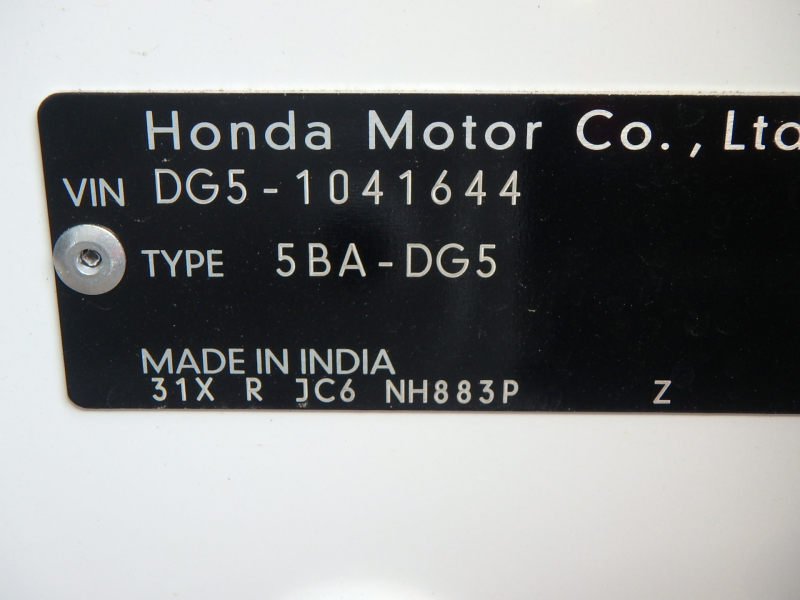 Honda Motor Co., Ltd
VIN DG5-1041644
TYPE 5BA-DG5
MADE IN INDIA
31X R JC6 NH883P Z